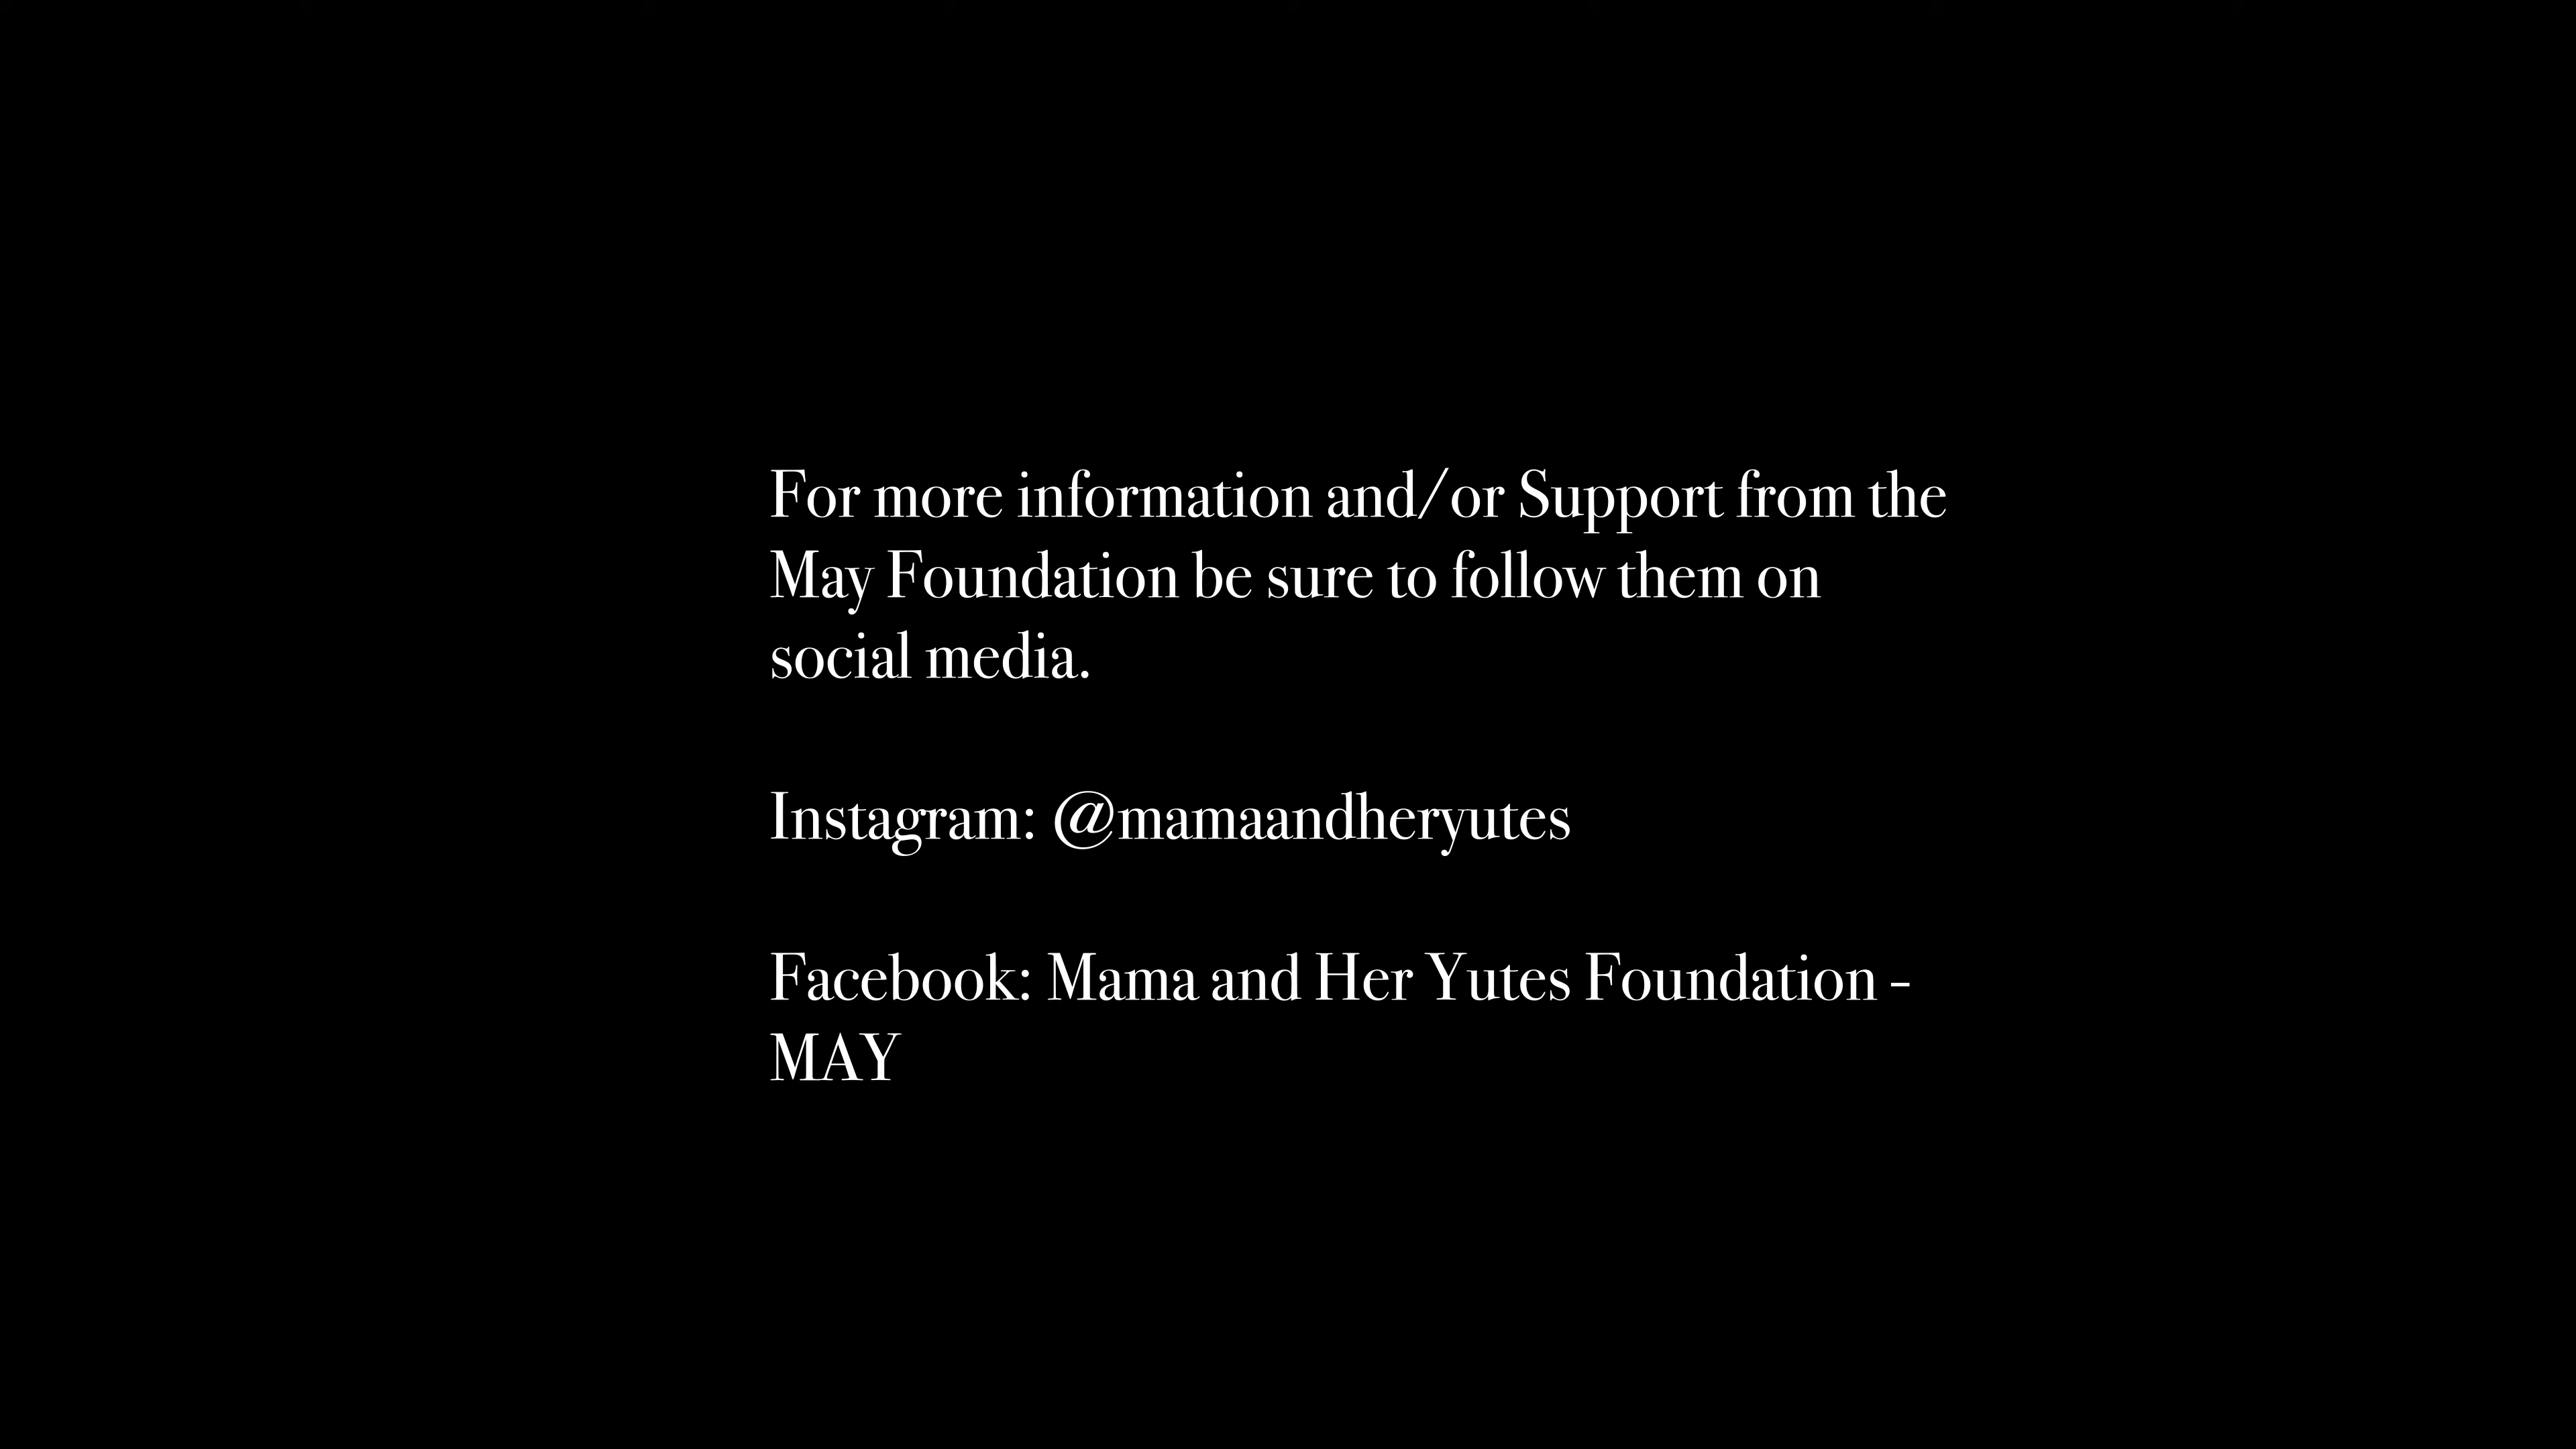 For more information and/or Support from the
May Foundation be sure to follow them on
social media.
Instagram: @mamaandheryutes
Facebook: Mama and Her Yutes Foundation -
MAY